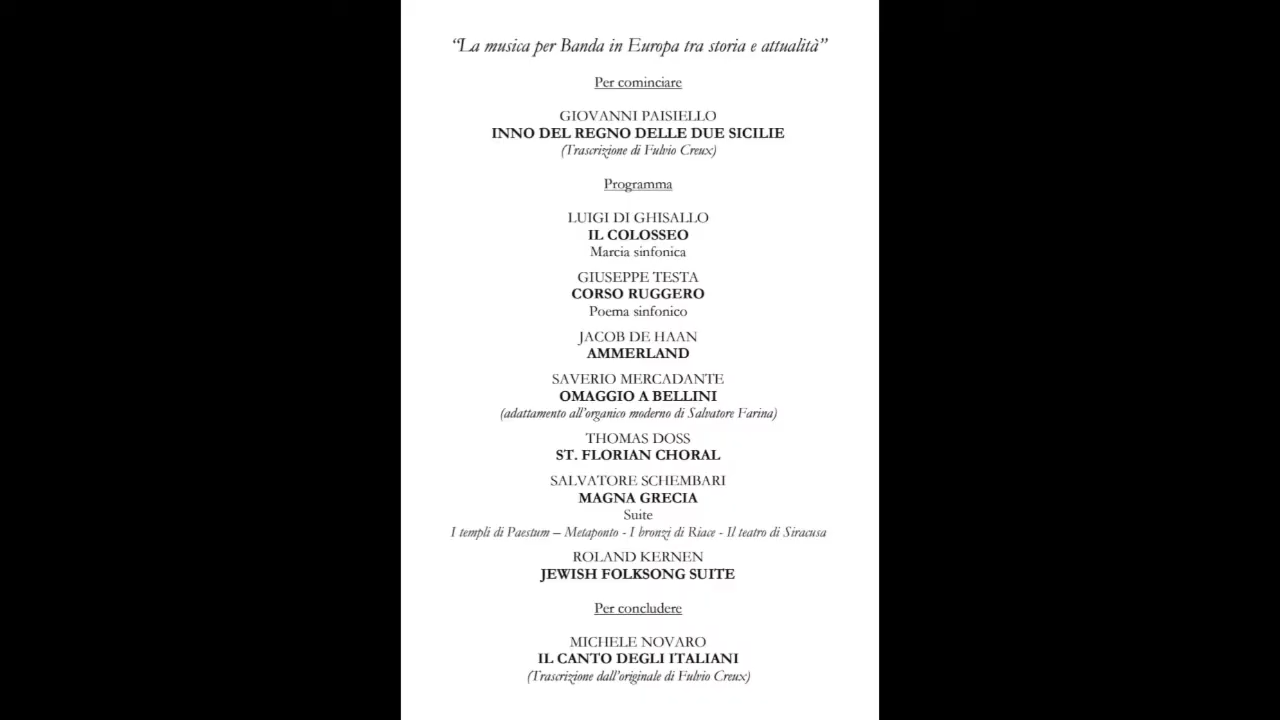 “La musica per Banda in Europa tra storia e attualità”
Per cominciare
GIOVANNI PAISIELLO
INNO DEL REGNO DELLE DUE SICILIE
(Trascrizione di Fulvio Creux)
Programma
LUIGI DI GHISALLO
IL COLOSSEO
Marcia sinfonica
GIUSEPPE TESTA
CORSO RUGGERO
Poema sinfonico
JACOB DE HAAN
AMMERLAND
SAVERIO MERCADANTE
OMAGGIO A BELLINI
(adattamento all’organico moderno di Salvatore Farina)
THOMAS DOSS
ST. FLORIAN CHORAL
SALVATORE SCHEMBARI
MAGNA GRECIA
Suite
I templi di Paestum – Metaponto - I bronzi di Riace - Il teatro di Siracusa
ROLAND KERNEN
JEWISH FOLKSONG SUITE
Per concludere
MICHELE NOVARO
IL CANTO DEGLI ITALIANI
(Trascrizione dall’originale di Fulvio Creux)